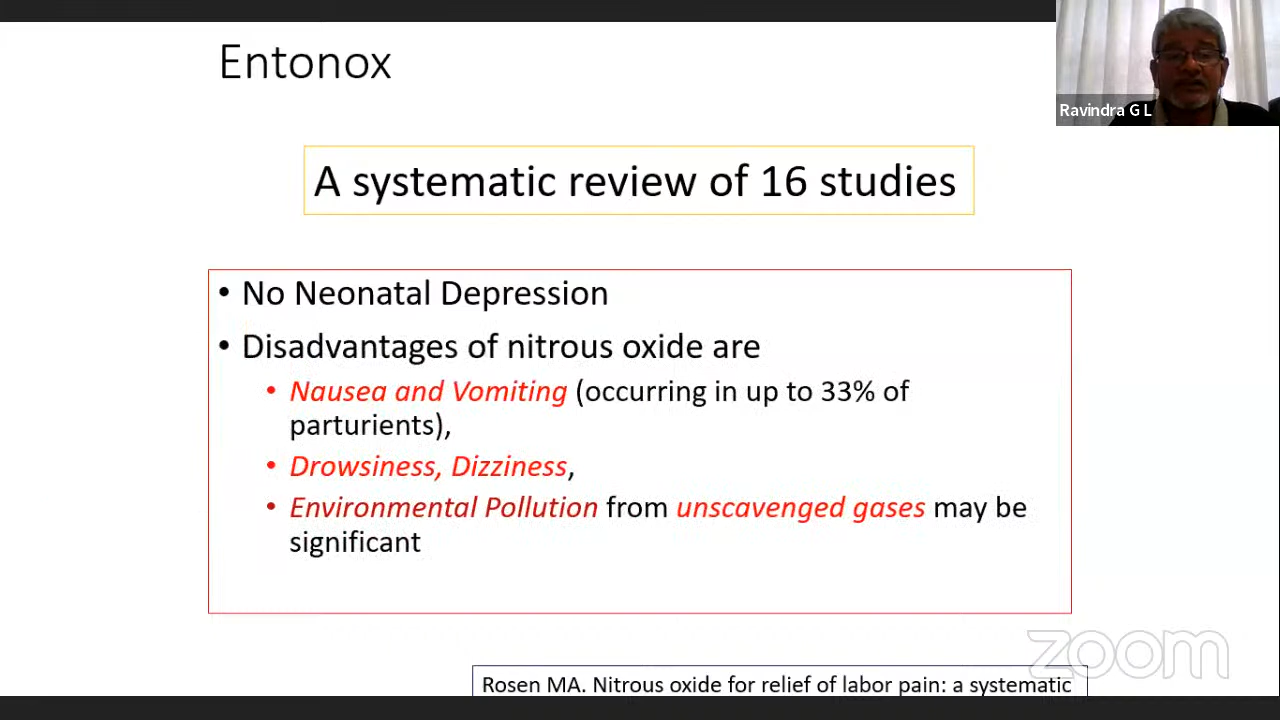 Entonox
Ravindra G L
A systematic review of 16 studies
• No Neonatal Depression
• Disadvantages of nitrous oxide are
• Nausea and Vomiting (occurring in up to 33% of
parturients),
• Drowsiness, Dizziness,
• Environmental Pollution from unscavenged gases may be
significant
zoom
Rosen MA. Nitrous oxide for relief of labor pain: a systematic